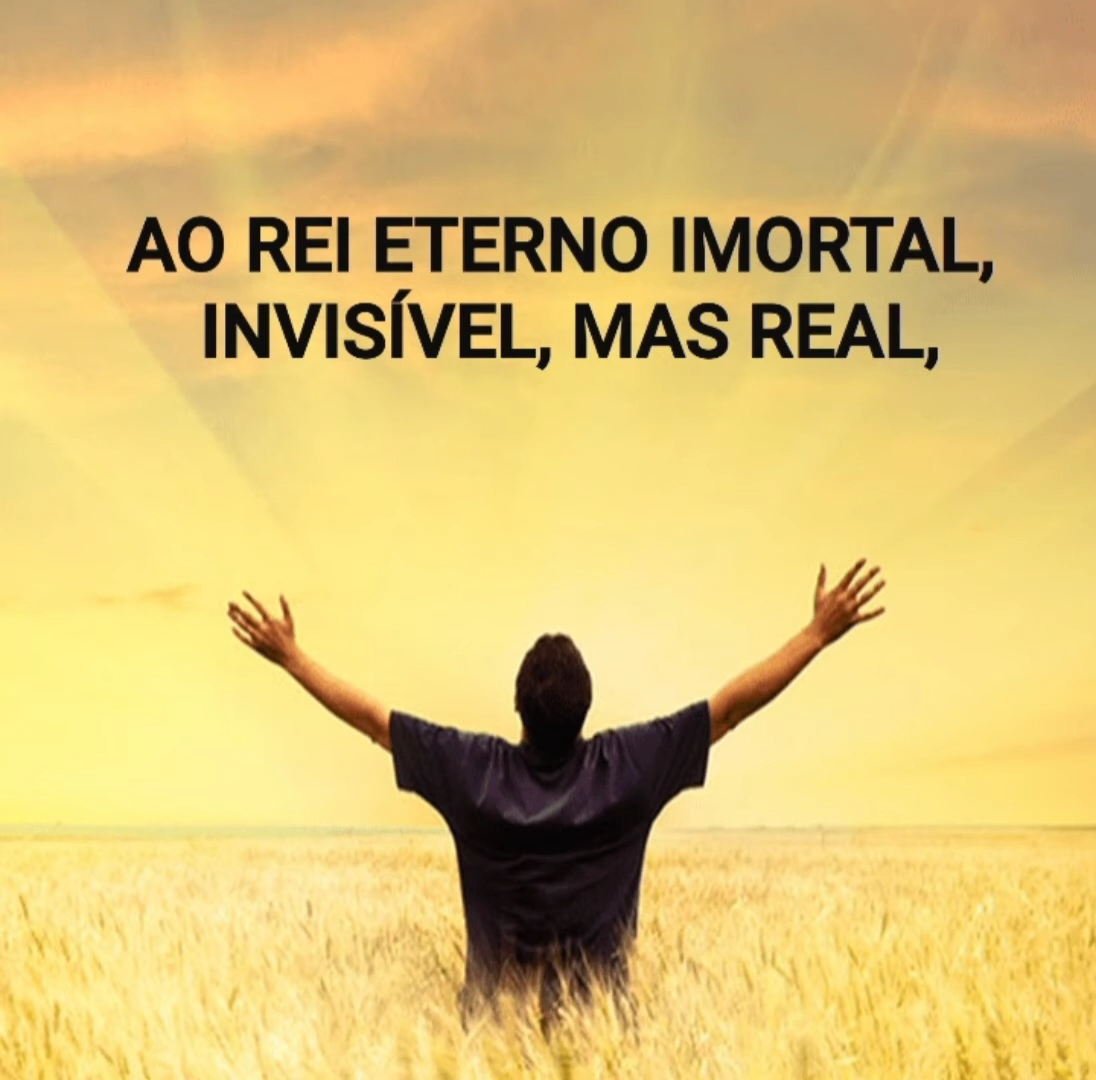 AO REI ETERNO IMORTAL,
INVISÍVEL, MAS REAL,